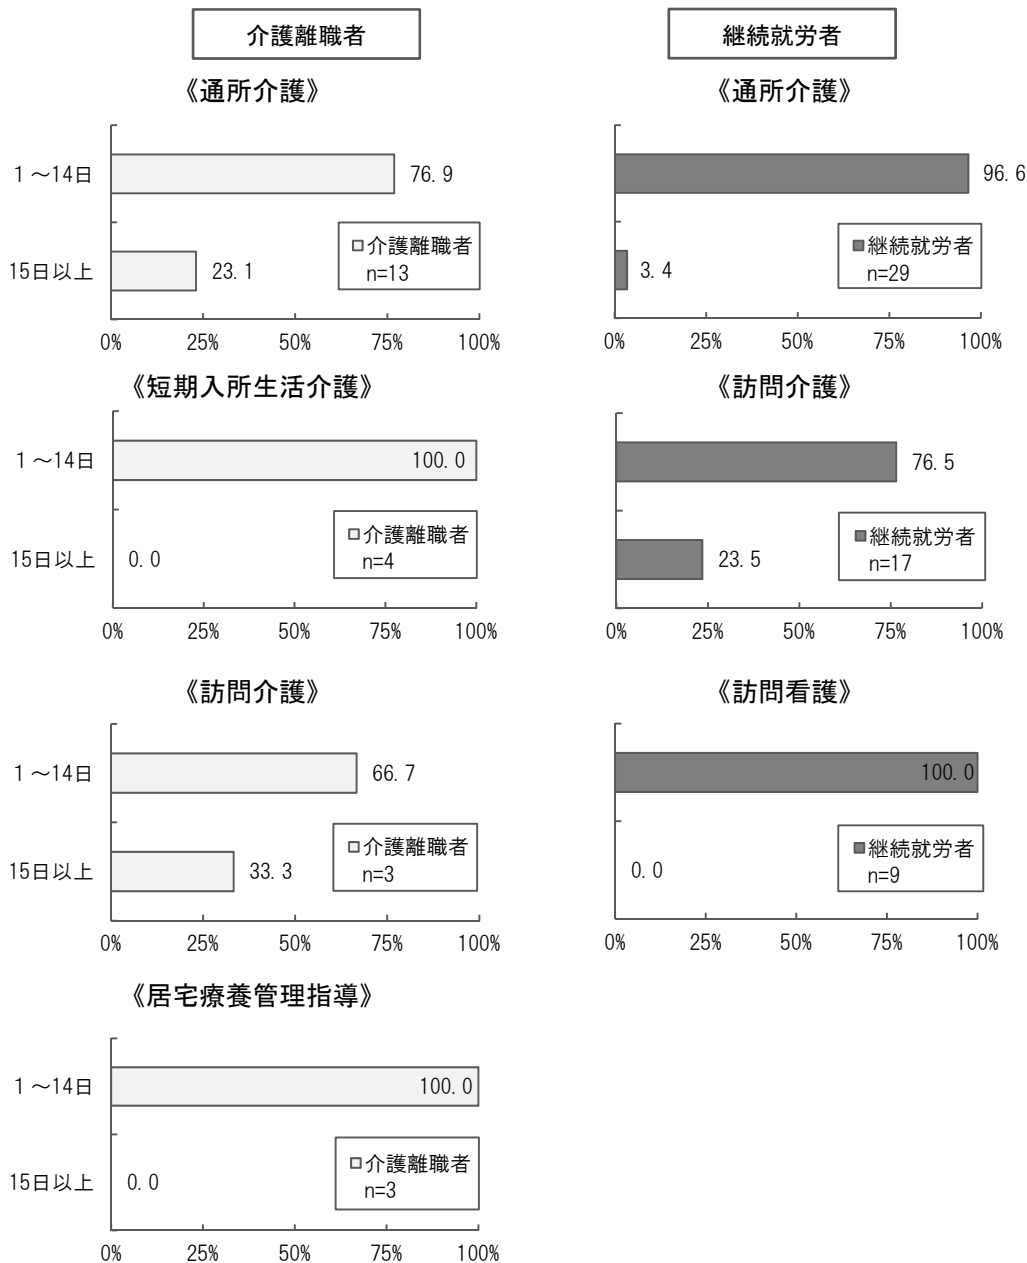 介護離職者
継続就労者
《通所介護》
1～14日
76.9
15日以上
23.1
介護離職者
n=13
0% 25% 50% 75% 100%
《通所介護》
96.6
3.4
継続就労者
n=29
0% 25% 50% 75% 100%
《短期入所生活介護》
1～14日
100.0
15日以上
0.0
介護離職者
n=4
0% 25% 50% 75% 100%
《訪問介護》
76.5
23.5
継続就労者
n=17
0% 25% 50% 75% 100%
《訪問介護》
1～14日
66.7
15日以上
33.3
介護離職者
n=3
0% 25% 50% 75% 100%
《訪問看護》
100.0
0.0
継続就労者
n=9
0% 25% 50% 75% 100%
《居宅療養管理指導》
1～14日
100.0
15日以上
0.0
介護離職者
n=3
0% 25% 50% 75% 100%